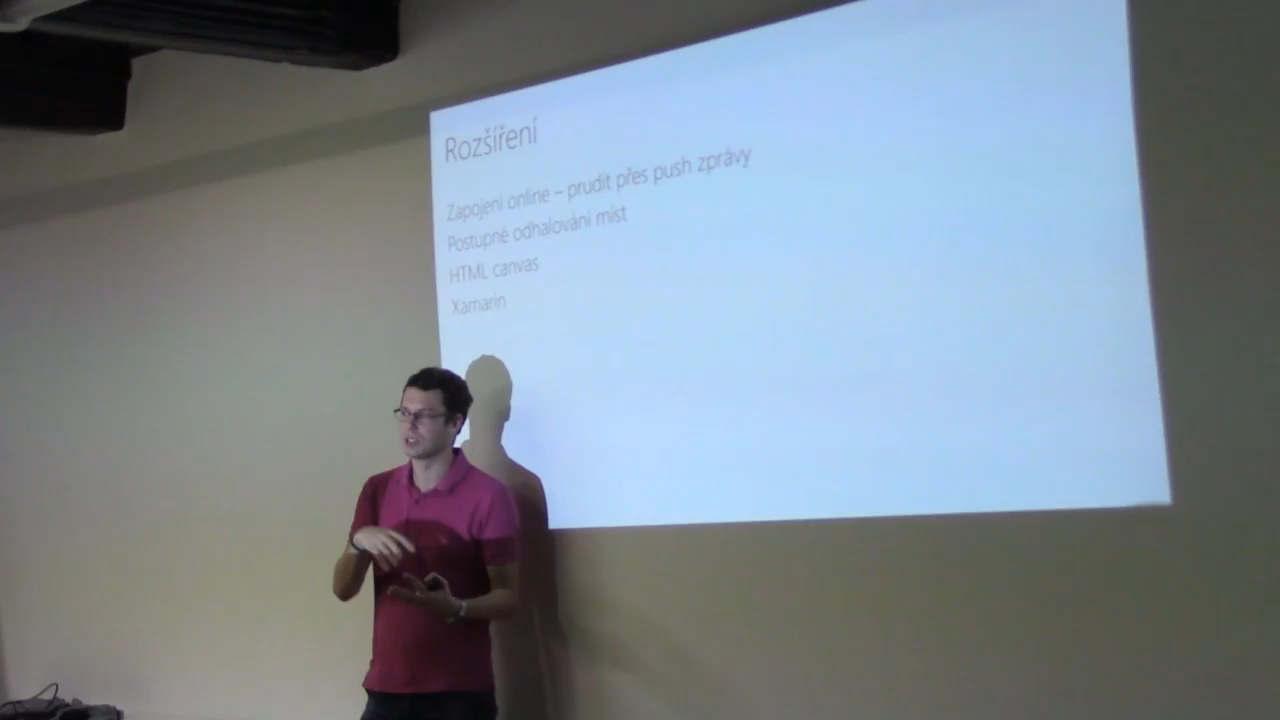 Rozšíření
Zapojení online – prudit přes push zprávy
Postupné odhalování míst
HTML canvas
Xamarin